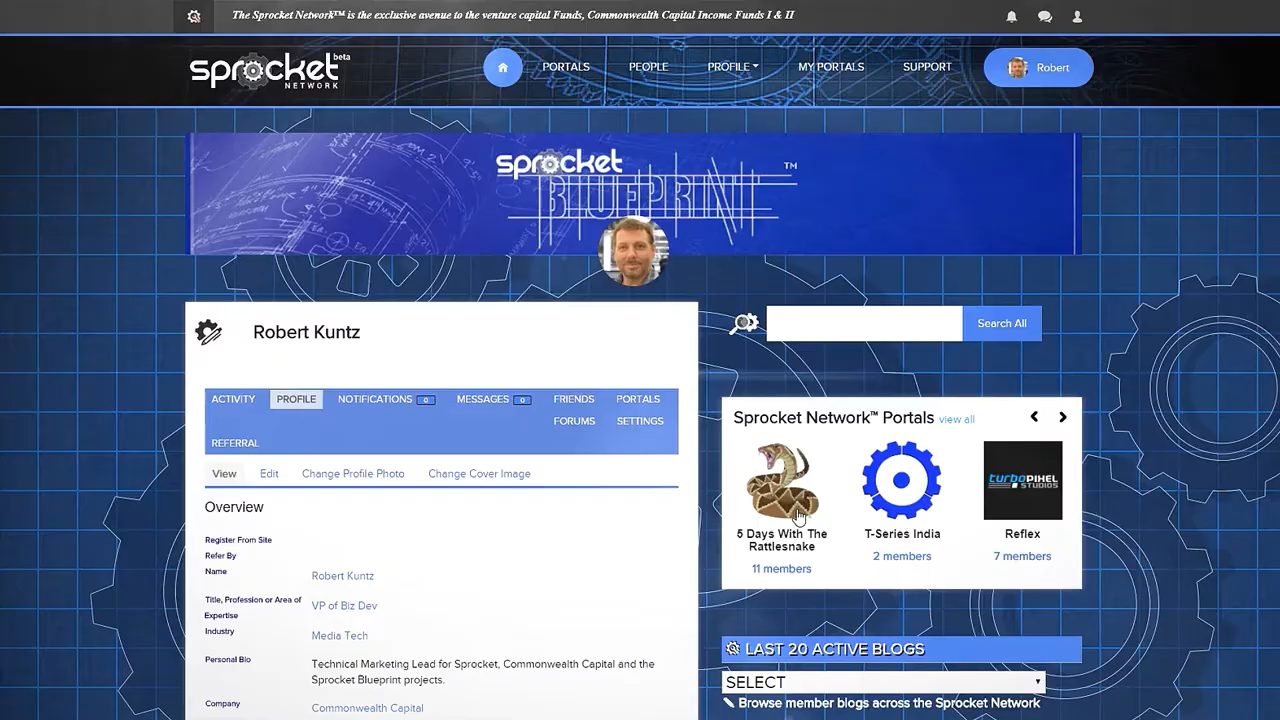 The Sprocket Network™ is the exclusive avenue to the venture capital Funds, Commonwealth Capital Income Funds I & II
sprocket beta
NETWORK
PORTALS PEOPLE PROFILE MY PORTALS SUPPORT Robert
sprocket
BLUEPRINT ™
Robert Kuntz
Search All
ACTIVITY PROFILE NOTIFICATIONS 0 MESSAGES 0 FRIENDS PORTALS
FORUMS SETTINGS
REFERRAL
View Edit Change Profile Photo Change Cover Image
Overview
Register From Site
Refer By
Name Robert Kuntz
Title, Profession or Area of
Expertise VP of Biz Dev
Industry Media Tech
Personal Bio Technical Marketing Lead for Sprocket, Commonwealth Capital and the
Sprocket Blueprint projects.
Company Commonwealth Capital
Sprocket Network™ Portals view all
turbopixel
STUDIOS
5 Days With The
Rattlesnake
11 members
T-Series India
2 members
Reflex
7 members
LAST 20 ACTIVE BLOGS
SELECT
Browse member blogs across the Sprocket Network